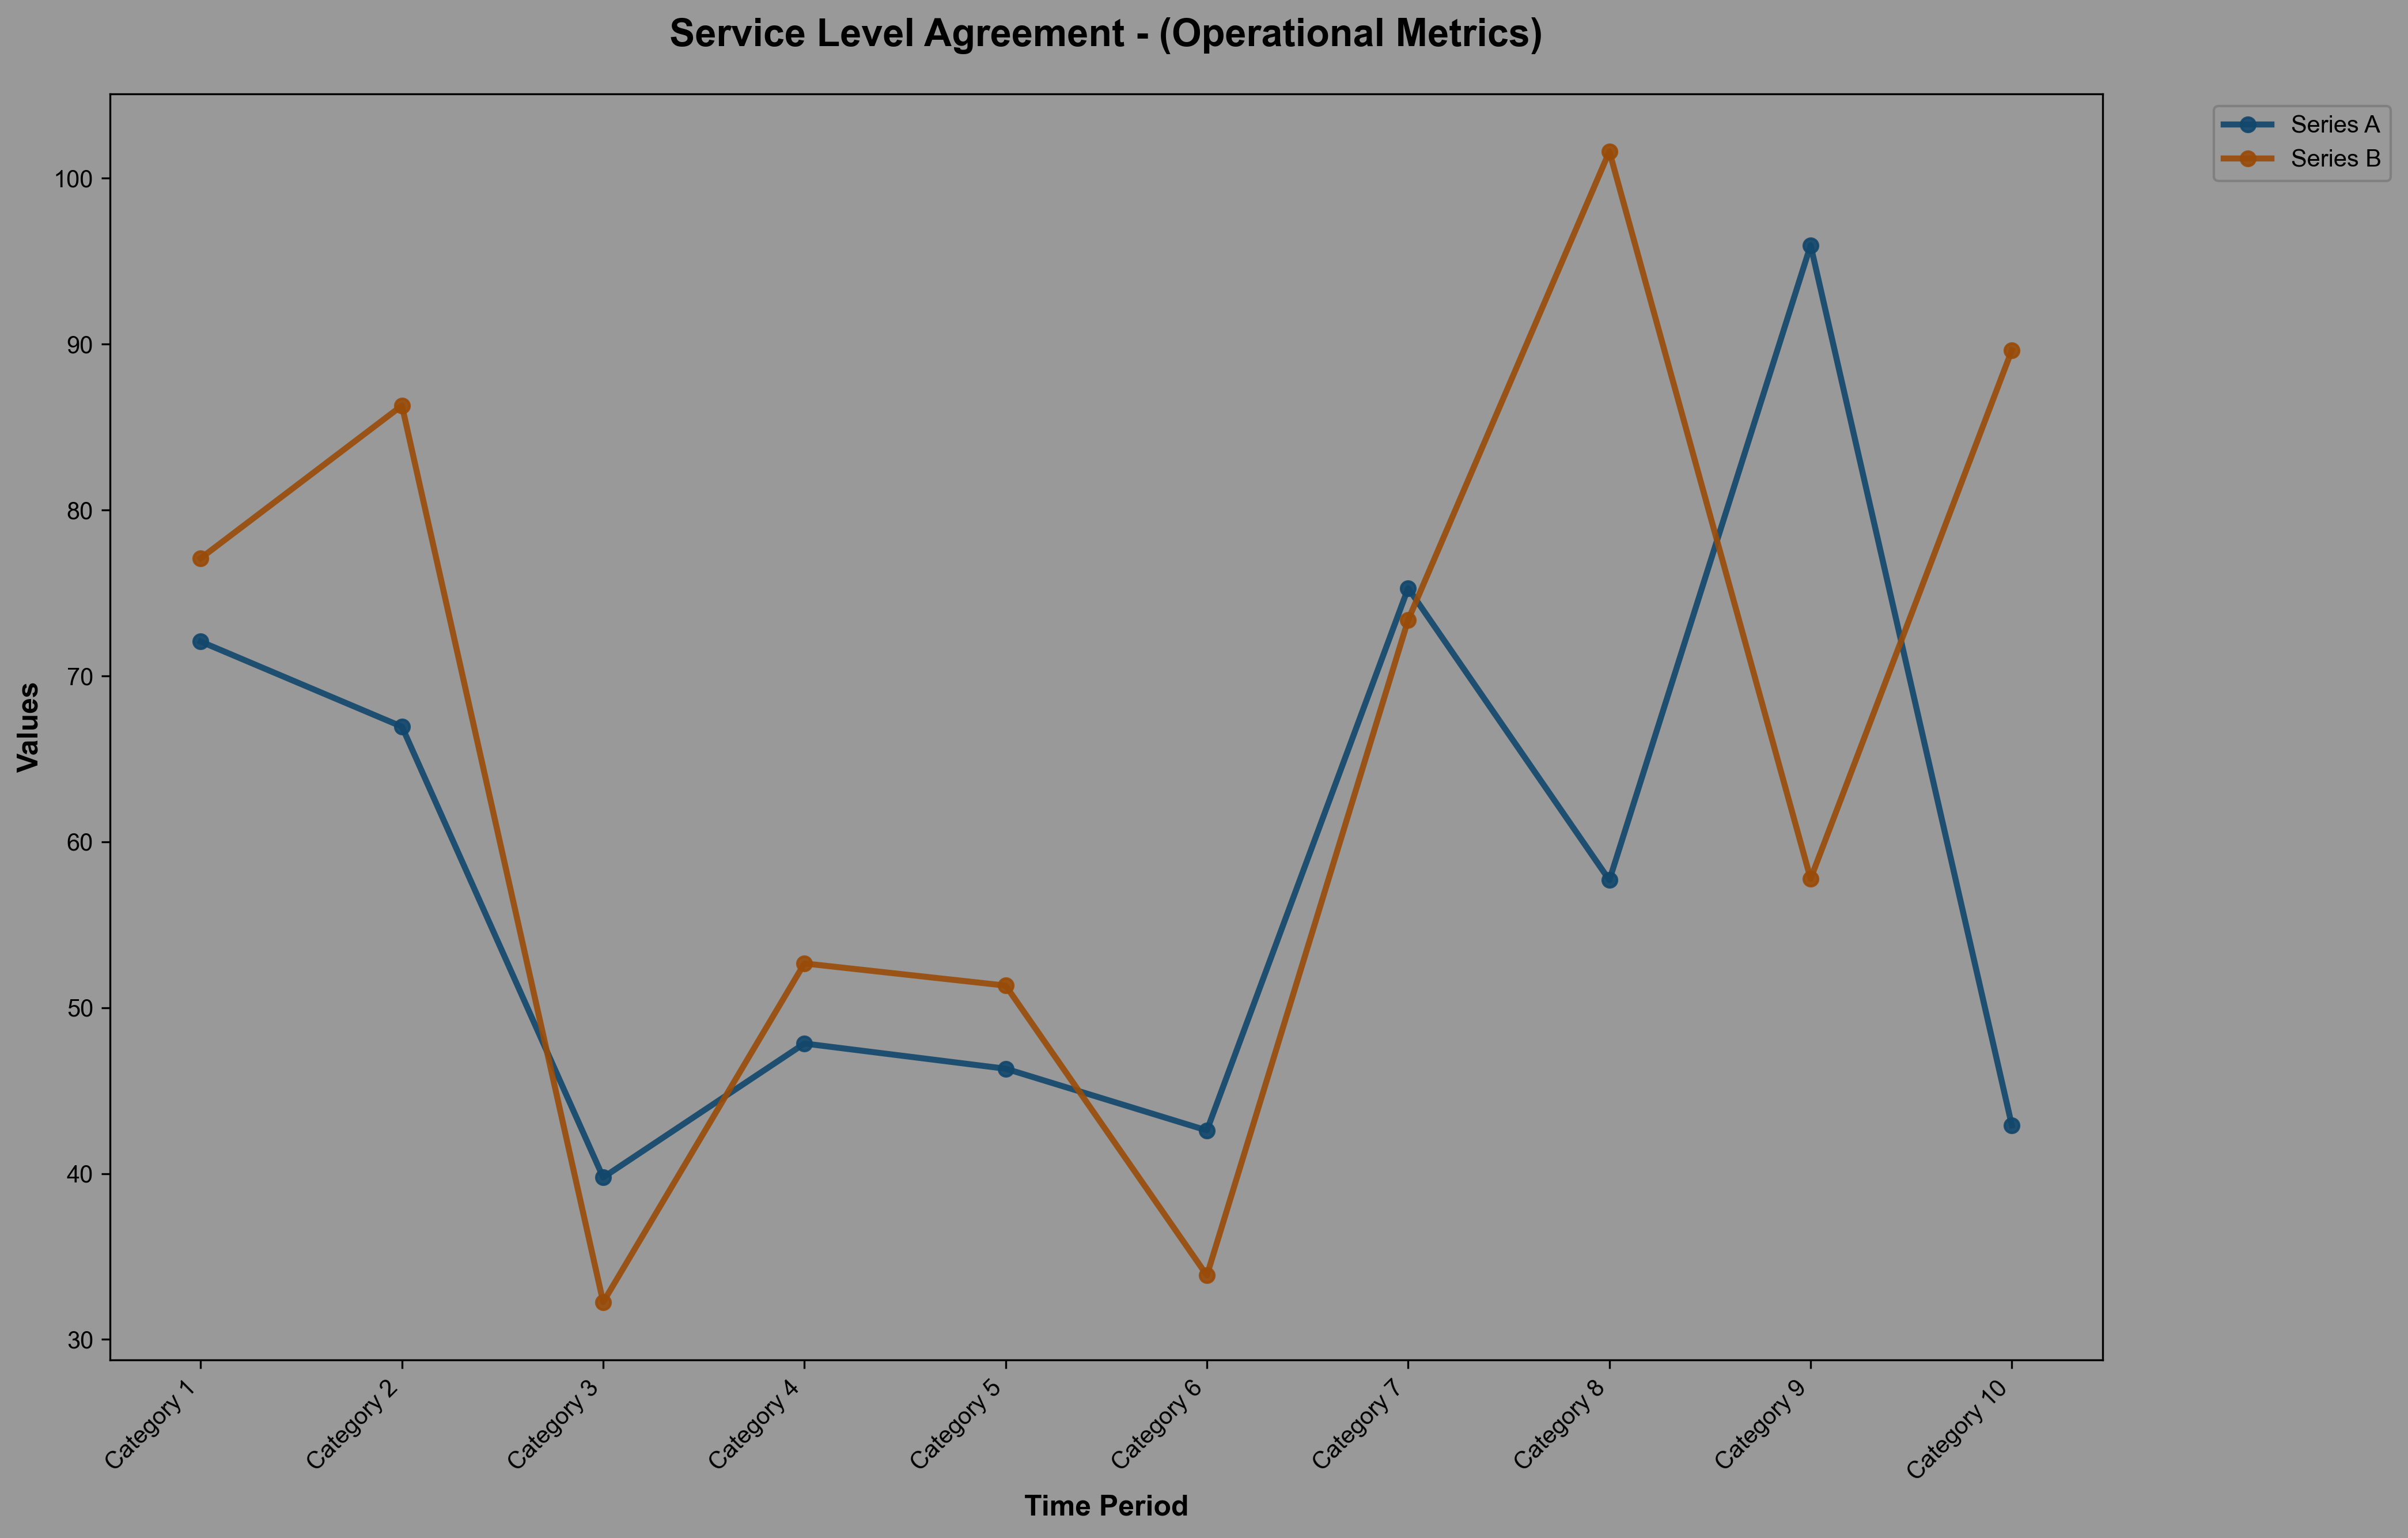 Service Level Agreement - (Operational Metrics)
Series A
Series B
Values
100
90
80
70
60
50
40
30
Category 1
Category 2
Category 3
Category 4
Category 5
Category 6
Category 7
Category 8
Category 9
Category 10
Time Period